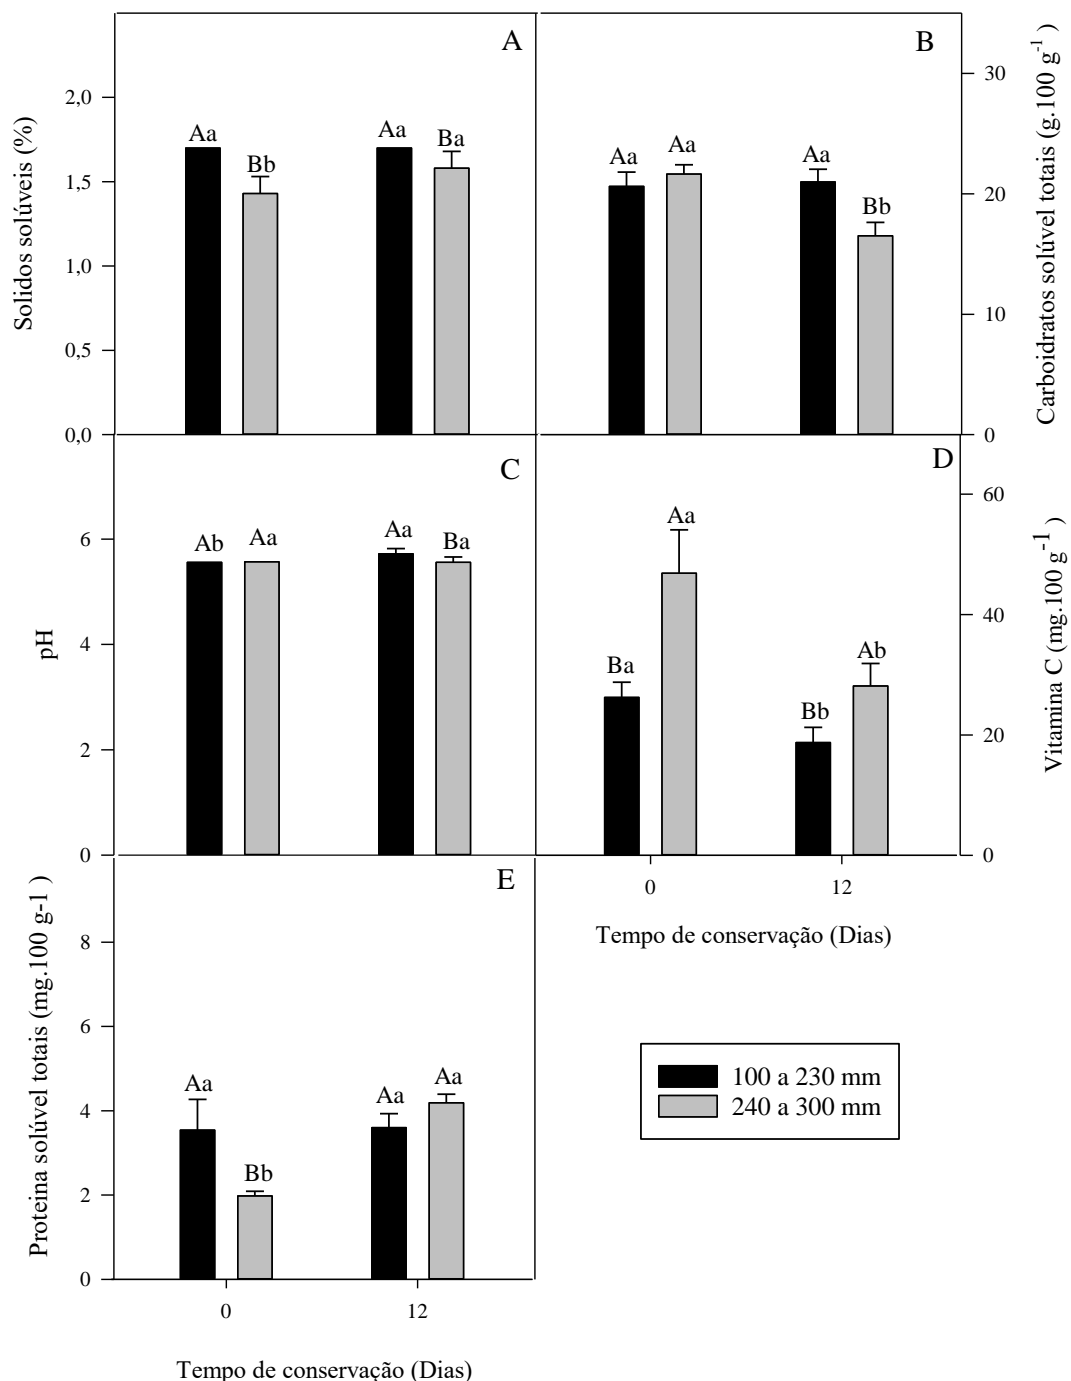 A
Solidos solúveis (%)
2,0
1,5
1,0
0,5
0,0
Aa
Bb
Aa
Ba
B
Carboidratos solúvel totais (g.100 g-1 )
30
20
10
0
Aa
Aa
Aa
Bb
C
pH
6
4
2
0
Ab
Aa
Aa
Ba
D
Vitamina C (mg.100 g-1 )
60
40
20
0
Ba
Aa
Bb
Ab
0
12
Tempo de conservação (Dias)
E
Proteina solúvel totais (mg.100 g-1 )
8
6
4
2
0
Aa
Bb
Aa
Aa
0
12
Tempo de conservação (Dias)
100 a 230 mm
240 a 300 mm